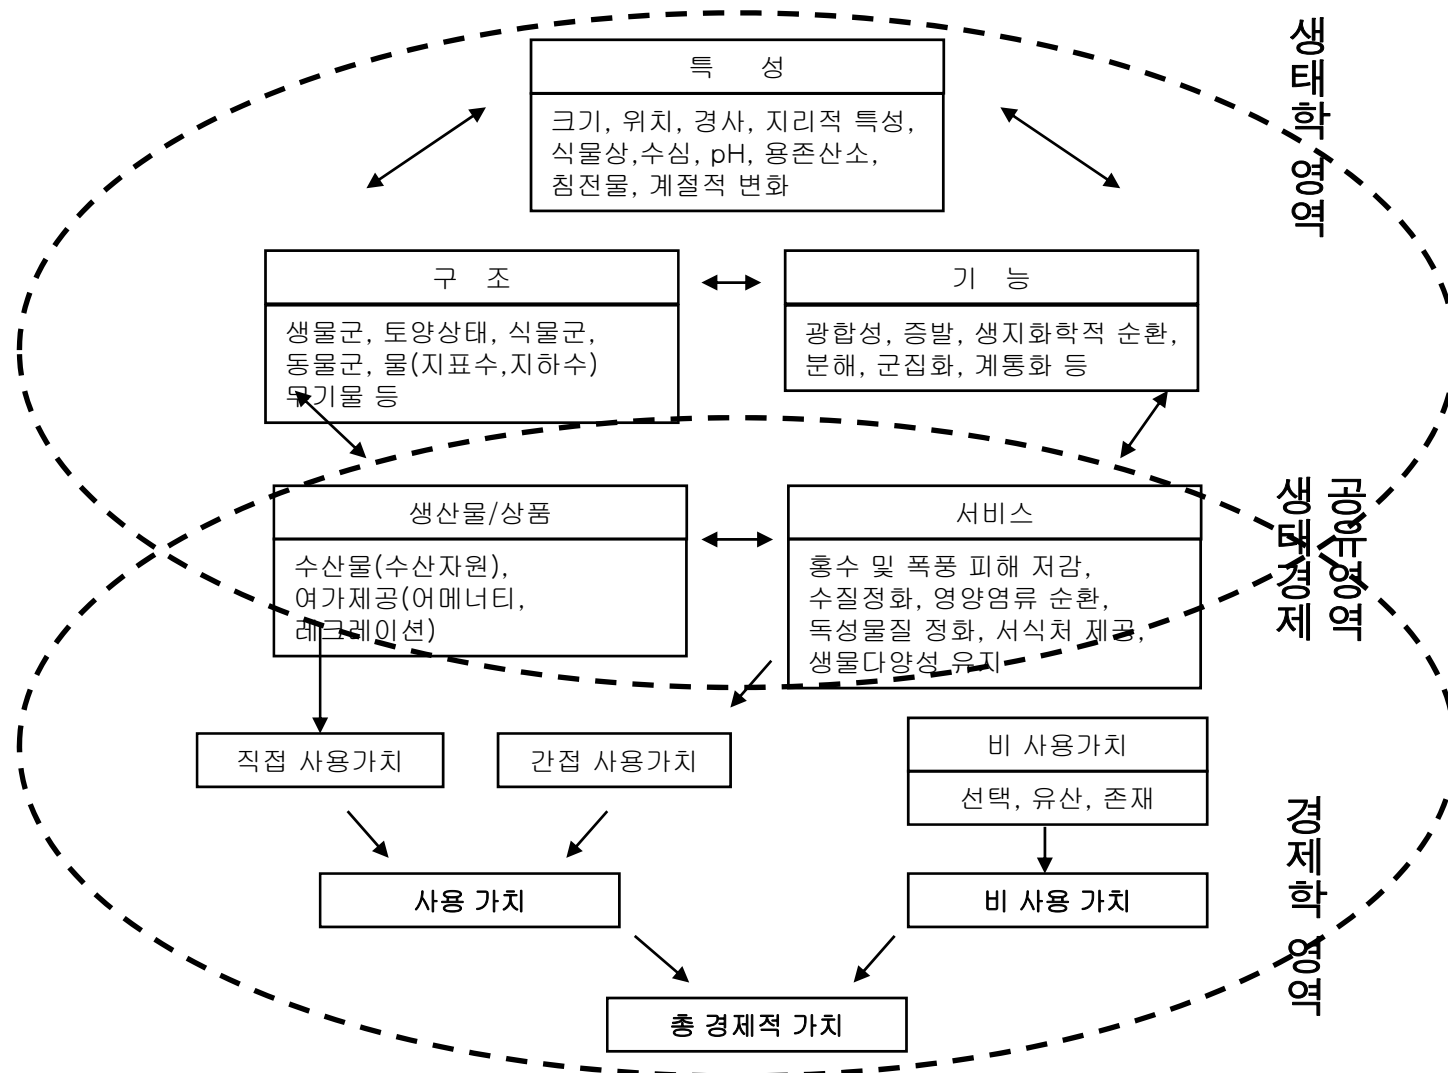 특 성
크기, 위치, 경사, 지리적 특성,
식물상,수심, pH, 용존산소,
침전물, 계절적 변화
생태학 영역
구 조
생물군, 토양상태, 식물군,
동물군, 물(지표수,지하수)
무기물 등
기 능
광합성, 증발, 생지화학적 순환,
분해, 군집화, 계통화 등
생산물/상품
수산물(수산자원),
여가제공(어메너티,
레크레이션)
서비스
홍수 및 폭풍 피해 저감,
수질정화, 영양염류 순환,
독성물질 정화, 서식처 제공,
생물다양성 유지
생태경제
공유영역
직접 사용가치
간접 사용가치
비 사용가치
선택, 유산, 존재
사용 가치
비 사용 가치
경제학 영역
총 경제적 가치